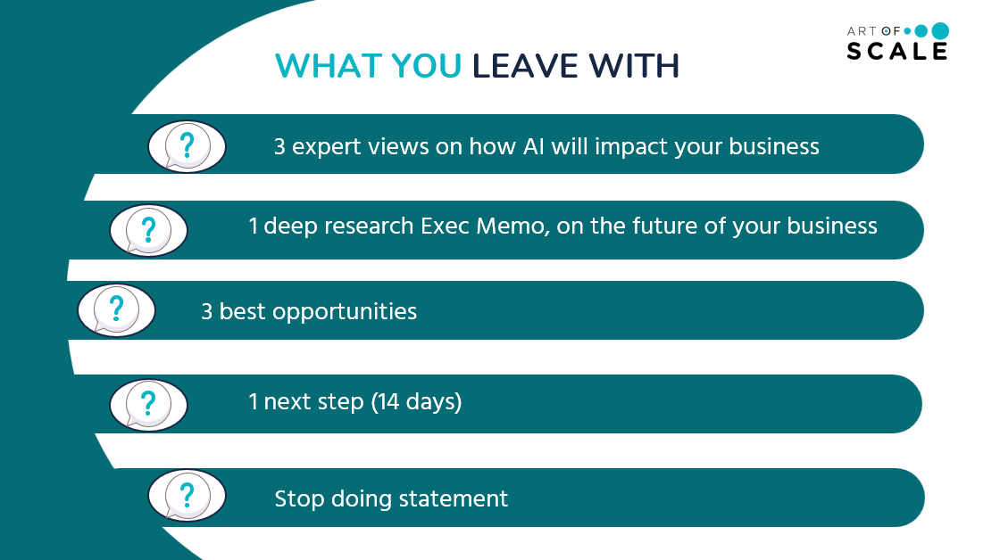 ART OF
SCALE
WHAT YOU LEAVE WITH
?
3 expert views on how AI will impact your business
?
1 deep research Exec Memo, on the future of your business
?
3 best opportunities
?
1 next step (14 days)
?
Stop doing statement